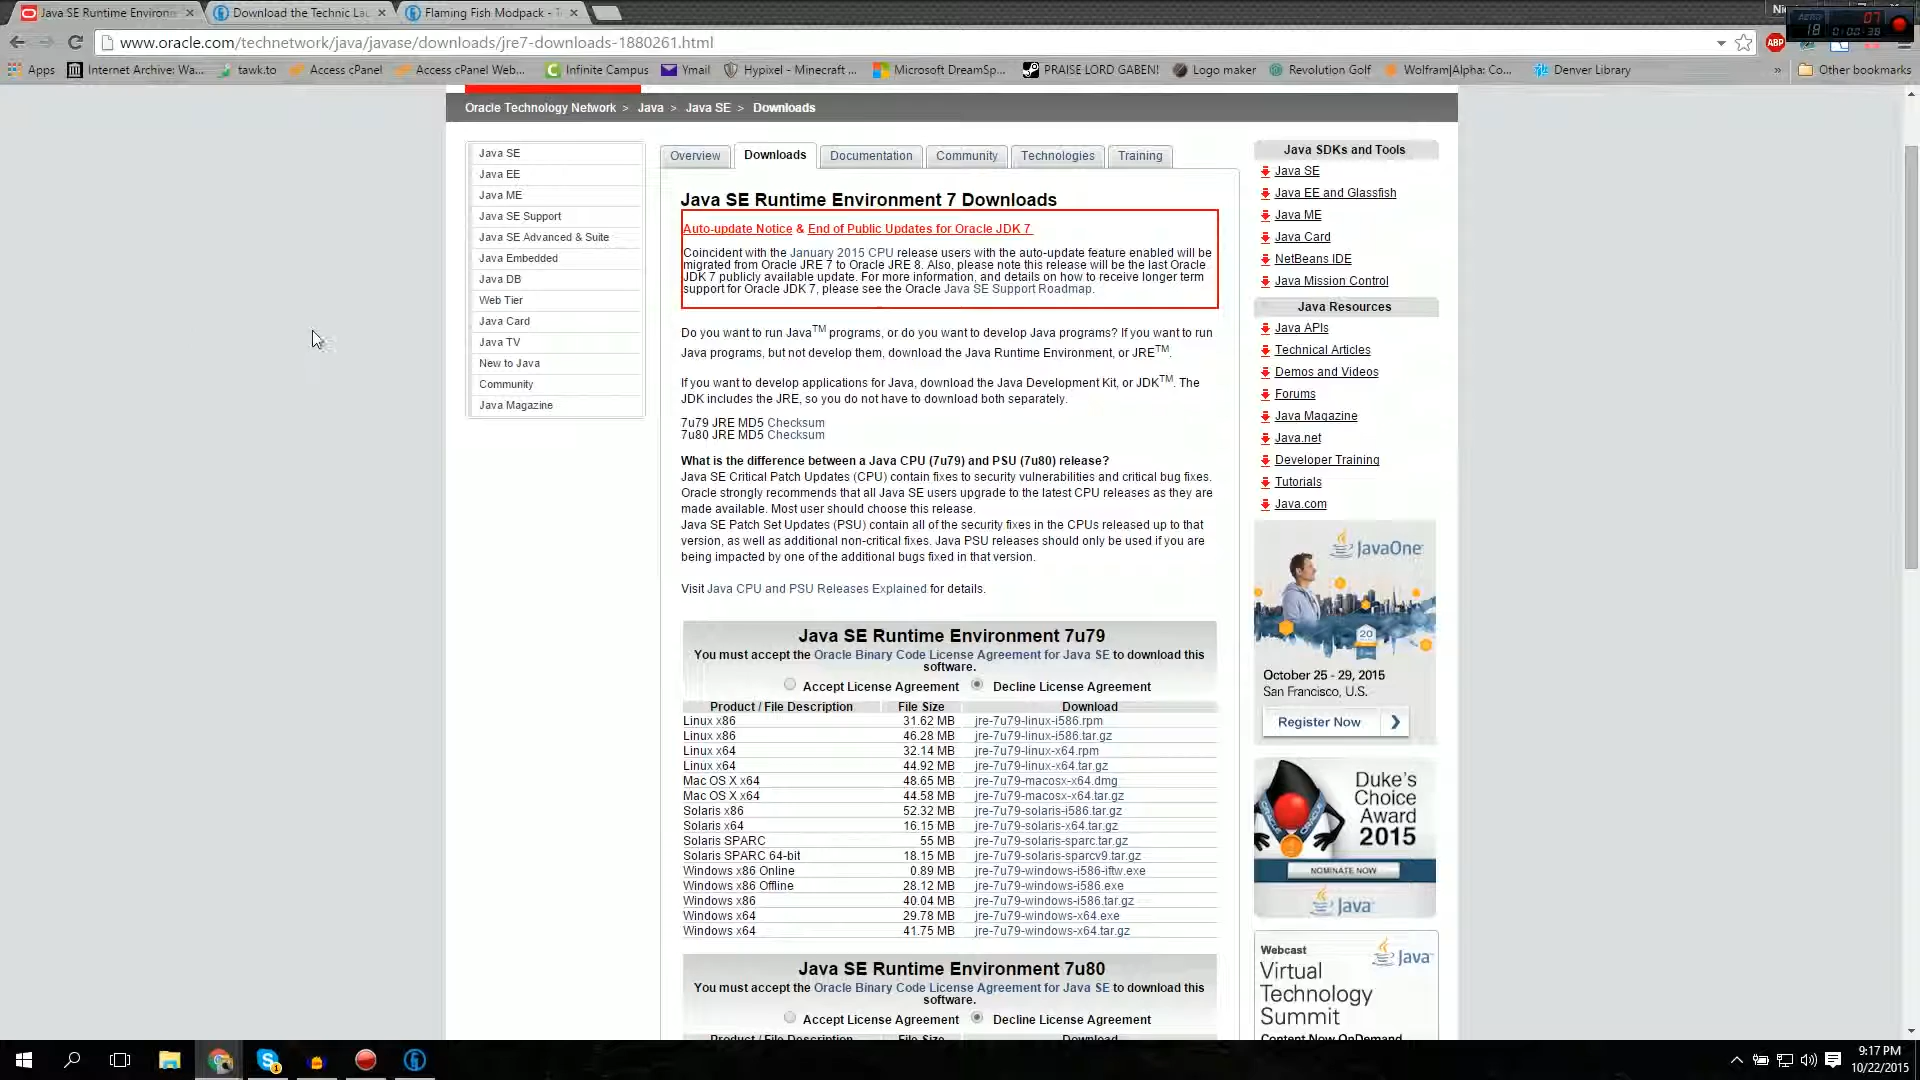 Java SE Runtime Environm
Download the Technic Lau
Flaming Fish Modpack - T
Ni
AERO
18
07
0:00:38
www.oracle.com/technetwork/java/javase/downloads/jre7-downloads-1880261.html
ABP
Apps
Internet Archive: Wa...
tawk.to
Access cPanel
Access cPanel Web...
Infinite Campus
Ymail
Hypixel - Minecraft ...
Microsoft DreamSp...
PRAISE LORD GABEN!
Logo maker
Revolution Golf
Wolfram|Alpha: Co...
Denver Library
»
Other bookmarks
Oracle Technology Network > Java > Java SE > Downloads
Java SE
Java EE
Java ME
Java SE Support
Java SE Advanced & Suite
Java Embedded
Java DB
Web Tier
Java Card
Java TV
New to Java
Community
Java Magazine
Overview Downloads Documentation Community Technologies Training
Java SE Runtime Environment 7 Downloads
Auto-update Notice & End of Public Updates for Oracle JDK 7
Coincident with the January 2015 CPU release users with the auto-update feature enabled will be
migrated from Oracle JRE 7 to Oracle JRE 8. Also, please note this release will be the last Oracle
JDK 7 publicly available update. For more information, and details on how to receive longer term
support for Oracle JDK 7, please see the Oracle Java SE Support Roadmap.
Do you want to run Java™ programs, or do you want to develop Java programs? If you want to run
Java programs, but not develop them, download the Java Runtime Environment, or JRE™.
If you want to develop applications for Java, download the Java Development Kit, or JDK™. The
JDK includes the JRE, so you do not have to download both separately.
7u79 JRE MD5 Checksum
7u80 JRE MD5 Checksum
What is the difference between a Java CPU (7u79) and PSU (7u80) release?
Java SE Critical Patch Updates (CPU) contain fixes to security vulnerabilities and critical bug fixes.
Oracle strongly recommends that all Java SE users upgrade to the latest CPU releases as they are
made available. Most user should choose this release.
Java SE Patch Set Updates (PSU) contain all of the security fixes in the CPUs released up to that
version, as well as additional non-critical fixes. Java PSU releases should only be used if you are
being impacted by one of the additional bugs fixed in that version.
Visit Java CPU and PSU Releases Explained for details.
Java SE Runtime Environment 7u79
You must accept the Oracle Binary Code License Agreement for Java SE to download this
software.
Accept License Agreement Decline License Agreement
Product / File Description File Size Download
Linux x86 31.62 MB jre-7u79-linux-i586.rpm
Linux x86 46.28 MB jre-7u79-linux-i586.tar.gz
Linux x64 32.14 MB jre-7u79-linux-x64.rpm
Linux x64 44.92 MB jre-7u79-linux-x64.tar.gz
Mac OS X x64 48.65 MB jre-7u79-macosx-x64.dmg
Mac OS X x64 44.58 MB jre-7u79-macosx-x64.tar.gz
Solaris x86 52.32 MB jre-7u79-solaris-i586.tar.gz
Solaris x64 16.15 MB jre-7u79-solaris-x64.tar.gz
Solaris SPARC 55 MB jre-7u79-solaris-sparc.tar.gz
Solaris SPARC 64-bit 18.15 MB jre-7u79-solaris-sparcv9.tar.gz
Windows x86 Online 0.89 MB jre-7u79-windows-i586-iftw.exe
Windows x86 Offline 28.12 MB jre-7u79-windows-i586.exe
Windows x86 40.04 MB jre-7u79-windows-i586.tar.gz
Windows x64 29.78 MB jre-7u79-windows-x64.exe
Windows x64 41.75 MB jre-7u79-windows-x64.tar.gz
Java SE Runtime Environment 7u80
You must accept the Oracle Binary Code License Agreement for Java SE to download this
software.
Accept License Agreement Decline License Agreement
Product / File Description File Size Download
Java SDKs and Tools
Java SE
Java EE and Glassfish
Java ME
Java Card
NetBeans IDE
Java Mission Control
Java Resources
Java APIs
Technical Articles
Demos and Videos
Forums
Java Magazine
Java.net
Developer Training
Tutorials
Java.com
JavaOne
20
October 25 - 29, 2015
San Francisco, U.S.
Register Now
Duke's
Choice
Award
2015
NOMINATE NOW
Java
Webcast
Java
Virtual
Technology
Summit
Content Now OnDemand
1
9:17 PM
10/22/2015